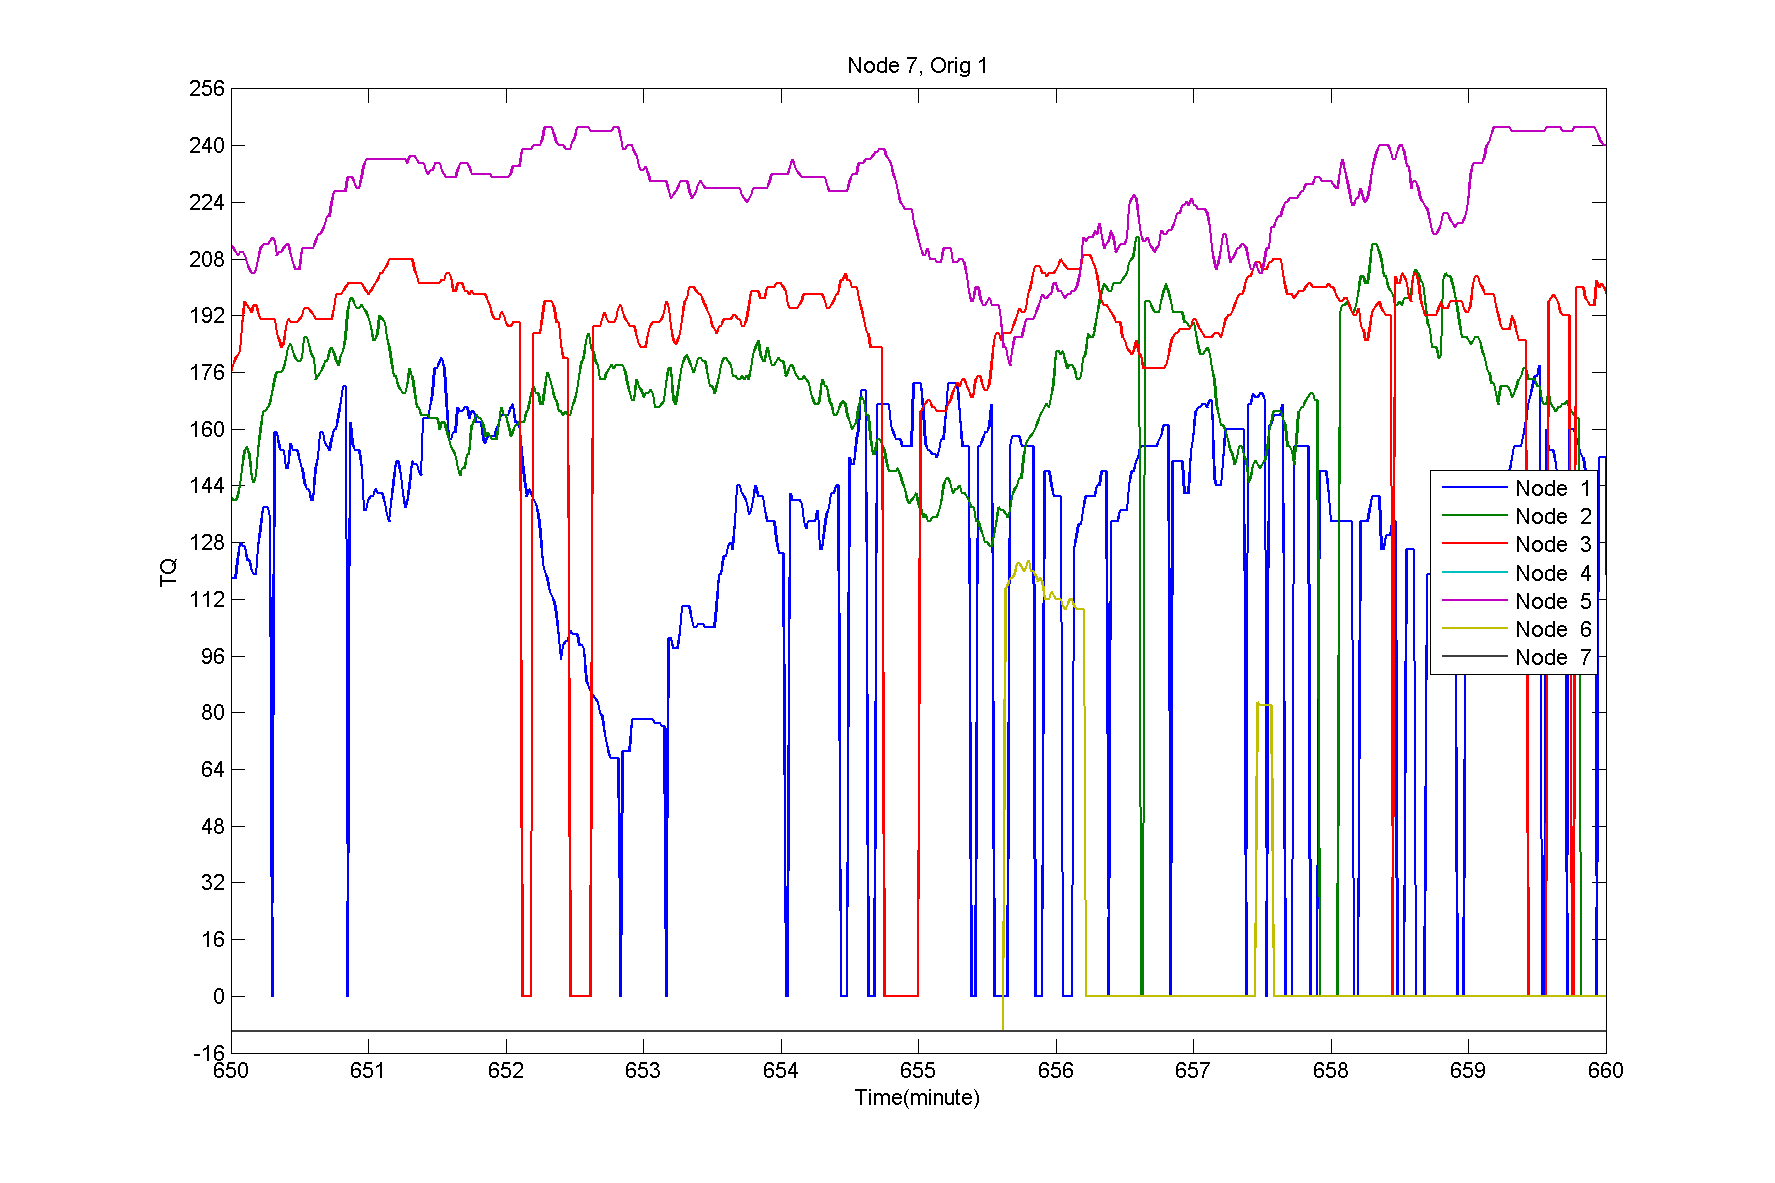 Node 7, Orig 1
256
240
224
208
192
176
160
144
128
112
96
80
64
48
32
16
0
-16
TQ
Node 1
Node 2
Node 3
Node 4
Node 5
Node 6
Node 7
650 651 652 653 654 655 656 657 658 659 660
Time(minute)